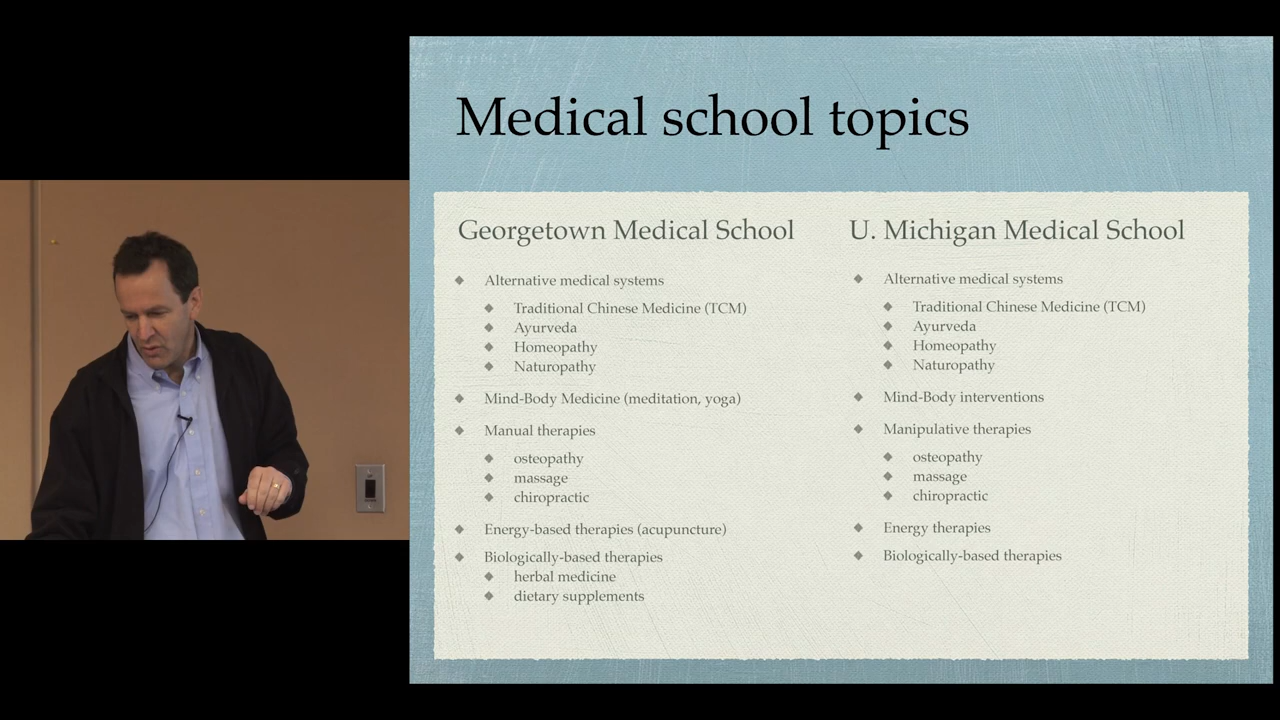 Medical school topics
Georgetown Medical School
Alternative medical systems
Traditional Chinese Medicine (TCM)
Ayurveda
Homeopathy
Naturopathy
Mind-Body Medicine (meditation, yoga)
Manual therapies
osteopathy
massage
chiropractic
Energy-based therapies (acupuncture)
Biologically-based therapies
herbal medicine
dietary supplements
U. Michigan Medical School
Alternative medical systems
Traditional Chinese Medicine (TCM)
Ayurveda
Homeopathy
Naturopathy
Mind-Body interventions
Manipulative therapies
osteopathy
massage
chiropractic
Energy therapies
Biologically-based therapies